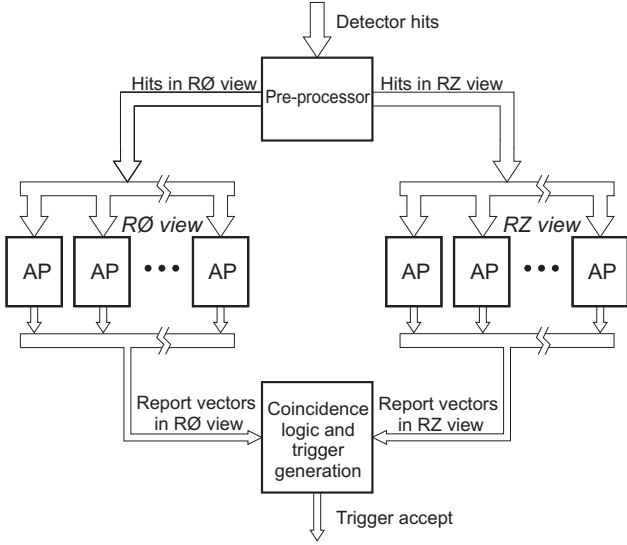 Detector hits
Hits in RØ view
Pre-processor
Hits in RZ view
RØ view
RZ view
AP
AP
AP
AP
AP
AP
Report vectors
in RØ view
Coincidence
logic and
trigger
generation
Report vectors
in RZ view
Trigger accept